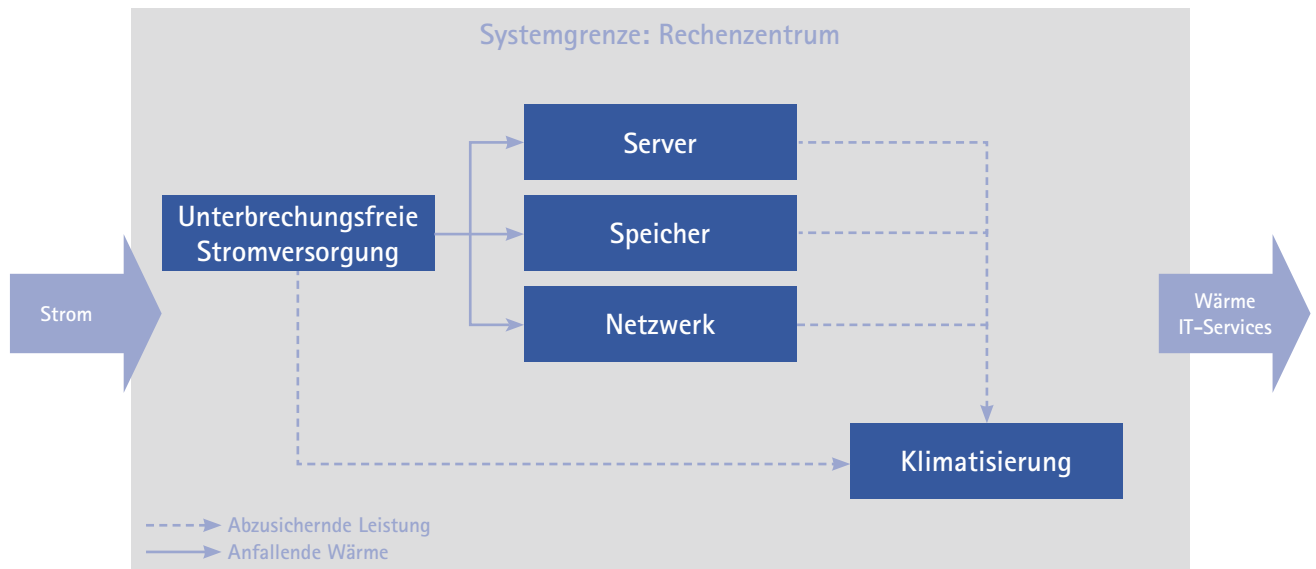 Systemgrenze: Rechenzentrum
Server
Unterbrechungsfreie
Stromversorgung
Speicher
Netzwerk
Strom
Wärme
IT-Services
Klimatisierung
Abzusichernde Leistung
Anfallende Wärme